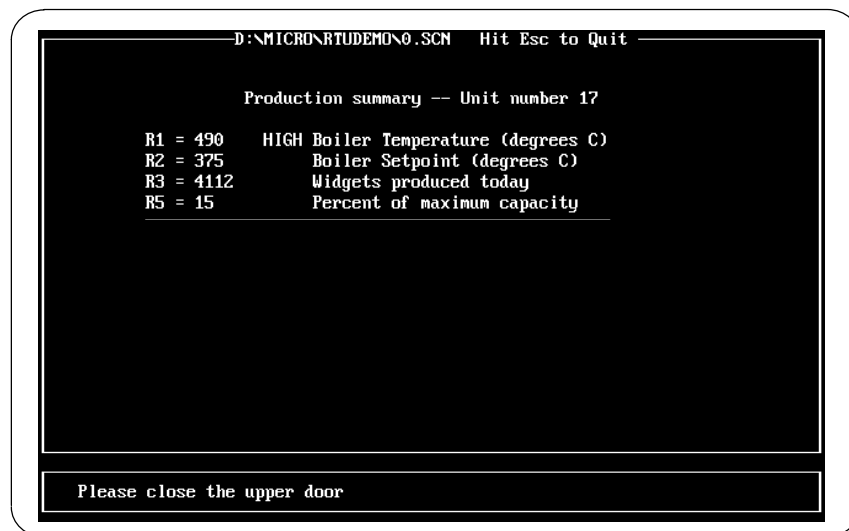 D:\MICRO\RTUDEMO\0.SCN   Hit Esc to Quit
Production summary -- Unit number 17
R1 = 490    HIGH Boiler Temperature (degrees C)
R2 = 375         Boiler Setpoint (degrees C)
R3 = 4112        Widgets produced today
R5 = 15          Percent of maximum capacity
Please close the upper door